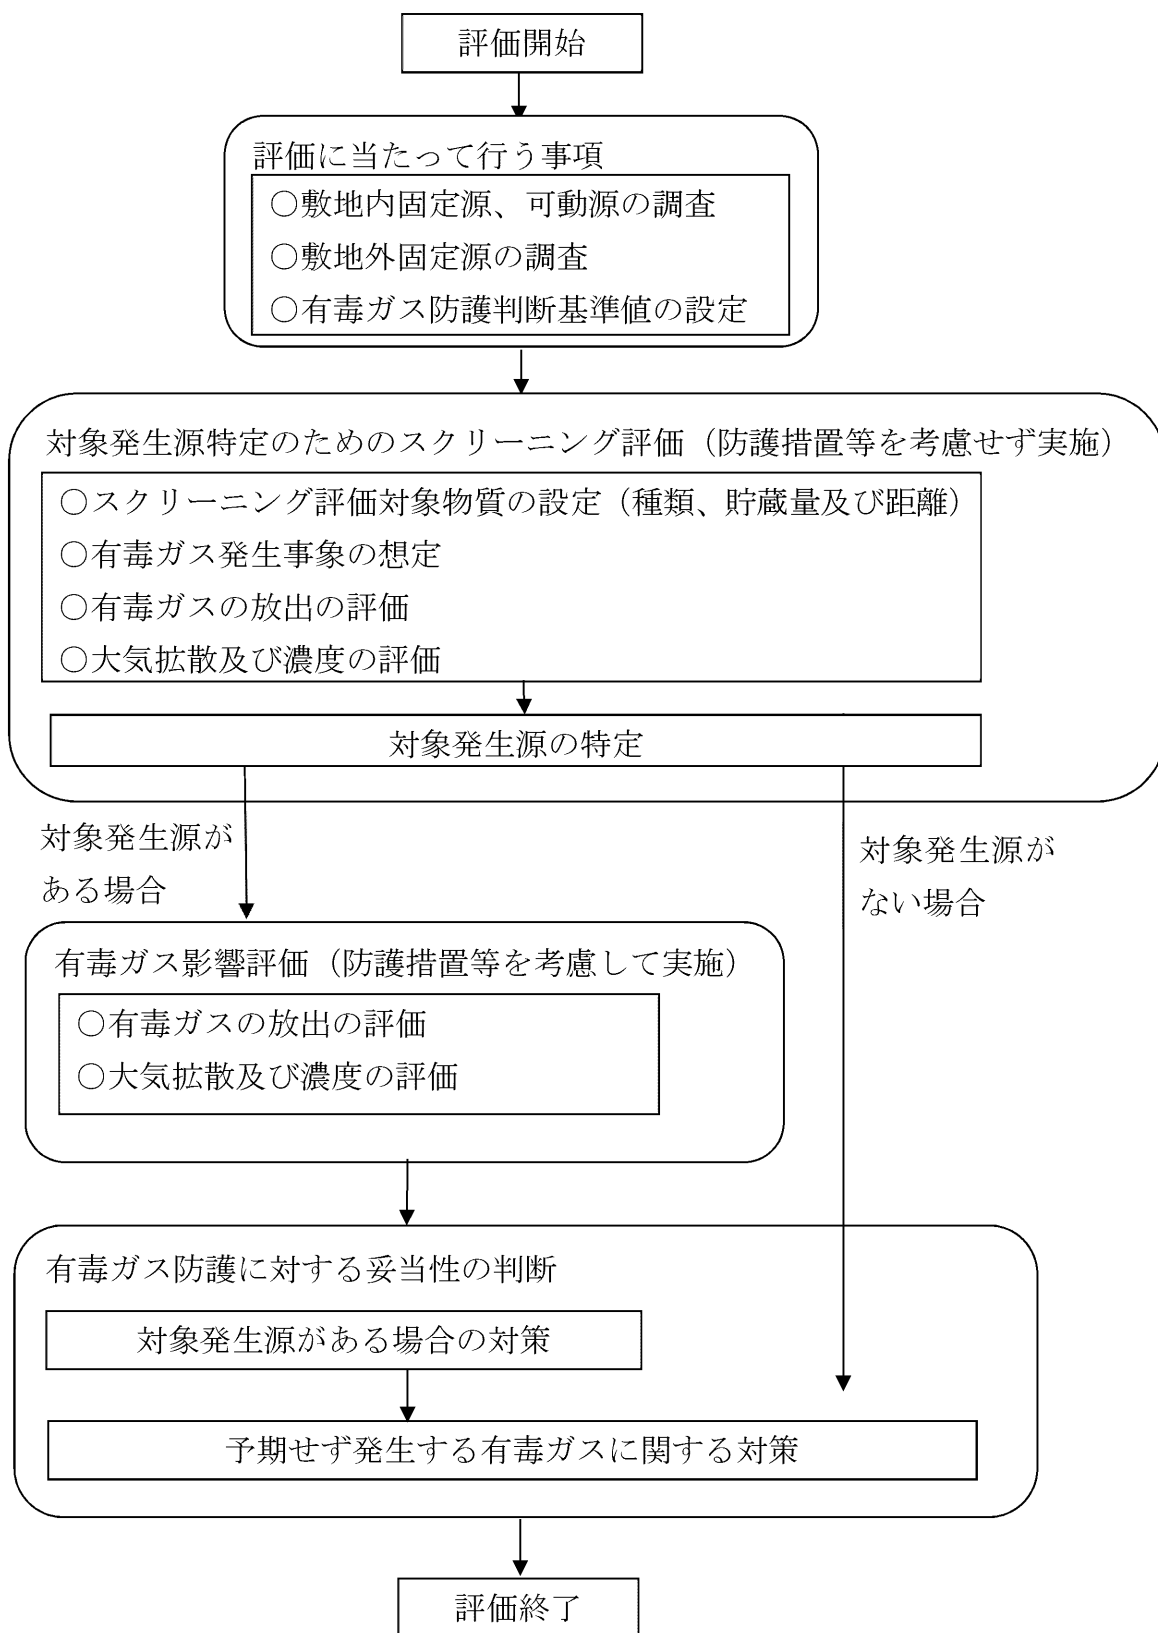 評価開始
評価に当たって行う事項
○敷地内固定源、可動源の調査
○敷地外固定源の調査
○有毒ガス防護判断基準値の設定
対象発生源特定のためのスクリーニング評価（防護措置等を考慮せず実施）
○スクリーニング評価対象物質の設定（種類、貯蔵量及び距離）
○有毒ガス発生事象の想定
○有毒ガスの放出の評価
○大気拡散及び濃度の評価
対象発生源の特定
対象発生源が
ある場合
対象発生源が
ない場合
有毒ガス影響評価（防護措置等を考慮して実施）
○有毒ガスの放出の評価
○大気拡散及び濃度の評価
有毒ガス防護に対する妥当性の判断
対象発生源がある場合の対策
予期せず発生する有毒ガスに関する対策
評価終了